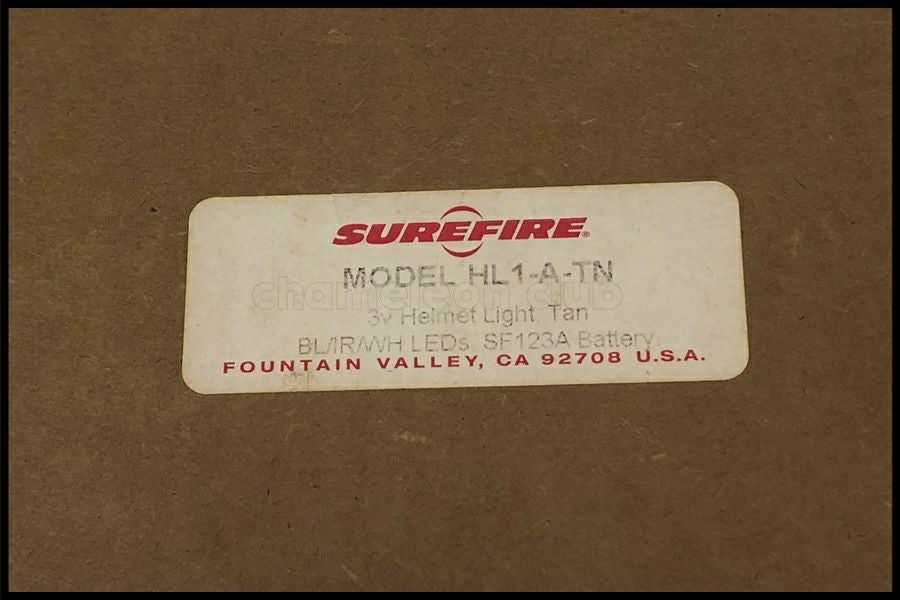 SUREFIRE®
MODEL HL1-A-TN
chameleon club
3v Helmet Light, Tan
BL/IR/WH LEDs, SF123A Battery
FOUNTAIN VALLEY, CA 92708 U.S.A.